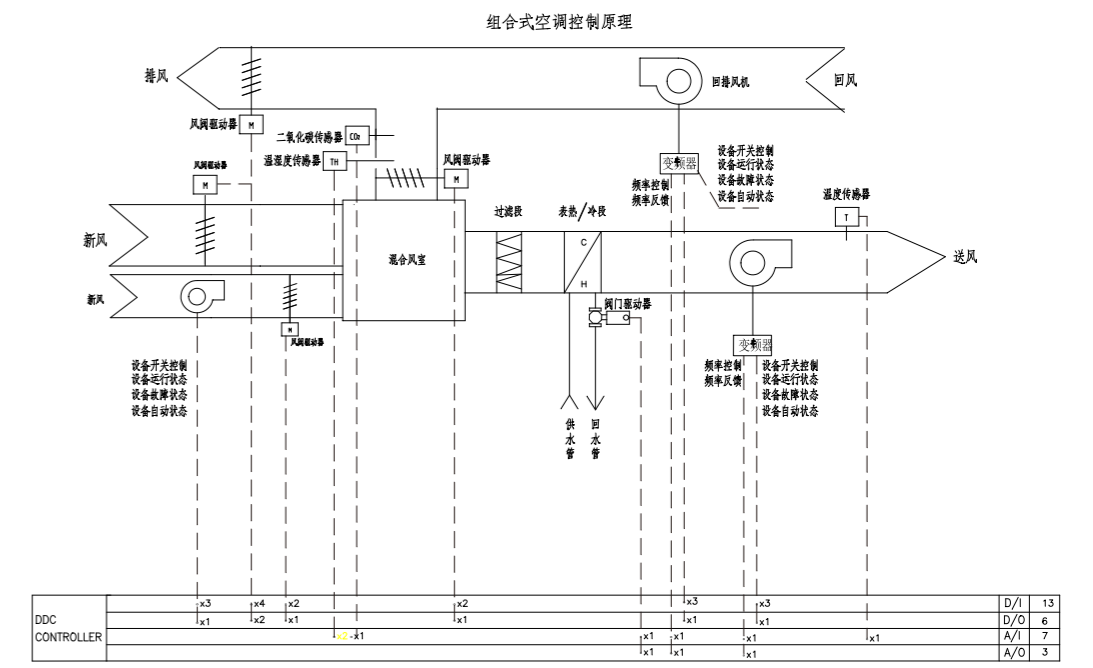 组合式空调控制原理
排风
回排风机
回风
风阀驱动器
M
二氧化碳传感器
CO₂
温湿度传感器
TH
风阀驱动器
M
风阀驱动器
M
变频器
设备开关控制
设备运行状态
设备故障状态
设备自动状态
频率控制
频率反馈
温度传感器
T
过滤段
表热/冷段
新风
混合风室
C
H
送风
新风
M
风阀驱动器
阀门驱动器
变频器
设备开关控制
设备运行状态
设备故障状态
设备自动状态
频率控制
频率反馈
设备开关控制
设备运行状态
设备故障状态
设备自动状态
供水管
回水管
DDC
CONTROLLER
x3 x4 x2 x2 x3 x3 D/I 13
x1 x2 x1 x1 x1 x1 D/O 6
x2 x1 x1 x1 x1 x1 A/I 7
x1 x1 x1 A/O 3